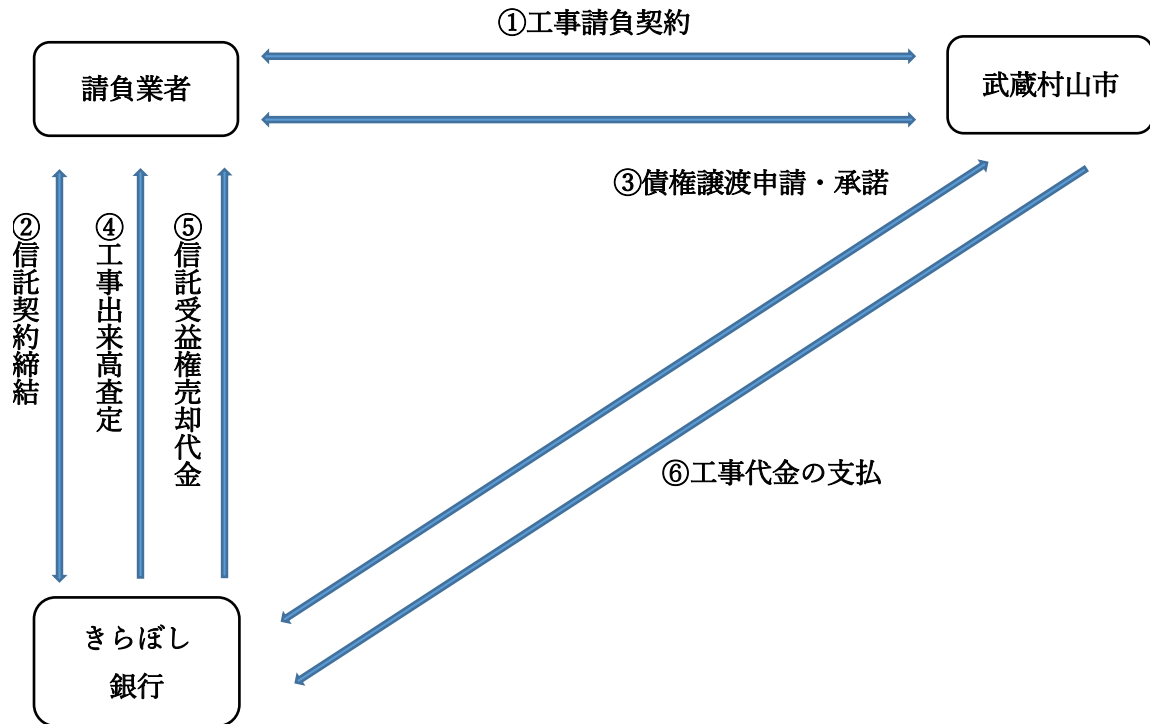 ①工事請負契約
請負業者
武蔵村山市
③債権譲渡申請・承諾
②信託契約締結
④工事出来高査定
⑤信託受益権売却代金
⑥工事代金の支払
きらぼし
銀行